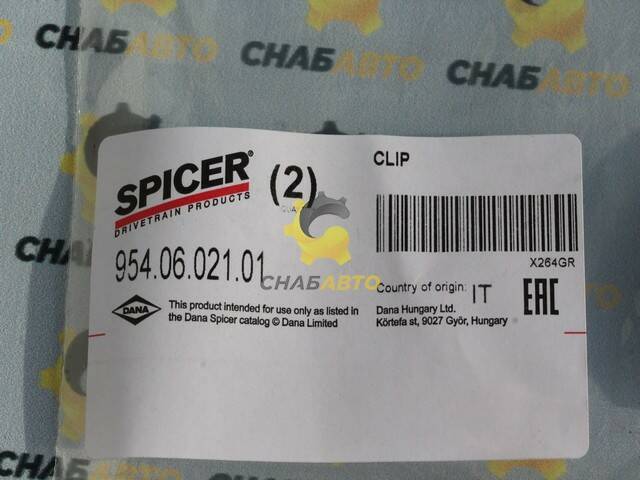 СНАБАВТО
СНАБАВТО
SPICER®
DRIVETRAIN PRODUCTS
(2)
CLIP
X264GR
954.06.021.01
СНАБАВТО
Country of origin: IT
EAC
DANA
This product intended for use only as listed in
the Dana Spicer catalog © Dana Limited
Dana Hungary Ltd.
Körtefa st, 9027 Győr, Hungary
СНАБАВТО
СНАБАВТО